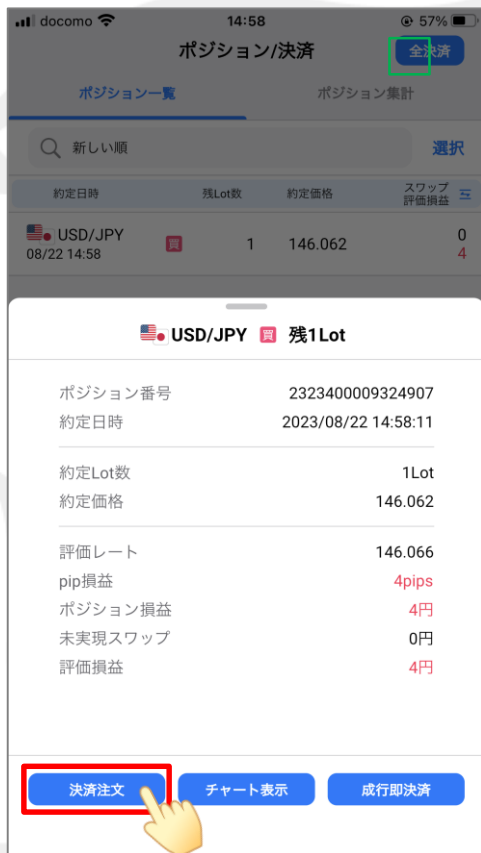 docomo 14:58 57%
ポジション/決済 全決済
ポジション一覧 ポジション集計
新しい順 選択
約定日時 残Lot数 約定価格 スワップ
評価損益
USD/JPY 買 1 146.062 0
08/22 14:58 4
USD/JPY 買 残1Lot
ポジション番号 2323400009324907
約定日時 2023/08/22 14:58:11
約定Lot数 1Lot
約定価格 146.062
評価レート 146.066
pip損益 4pips
ポジション損益 4円
未実現スワップ 0円
評価損益 4円
決済注文 チャート表示 成行即決済